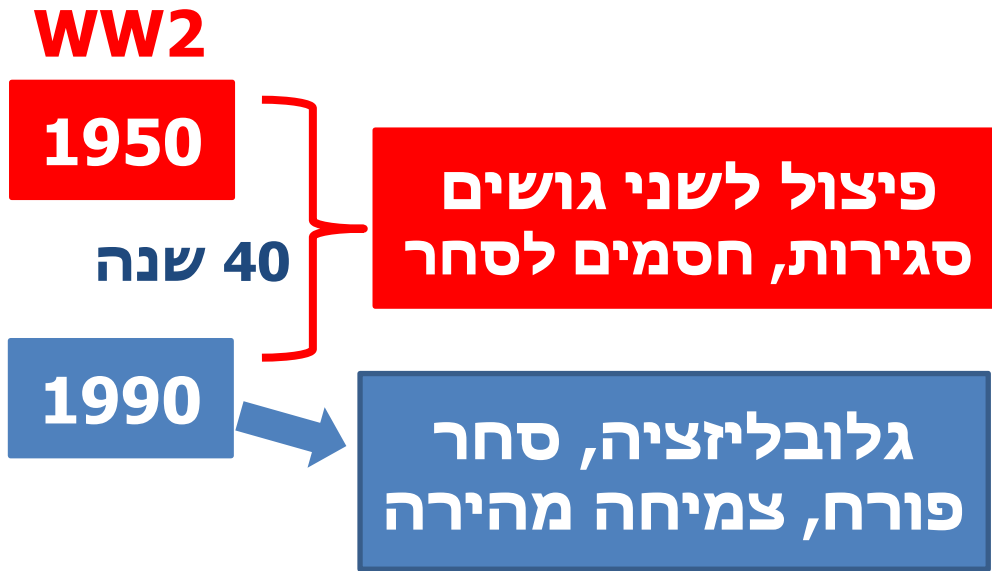 WW2
1950
פיצול לשני גושים
סגירות, חסמים לסחר
40 שנה
1990
גלובליזציה, סחר
פורח, צמיחה מהירה